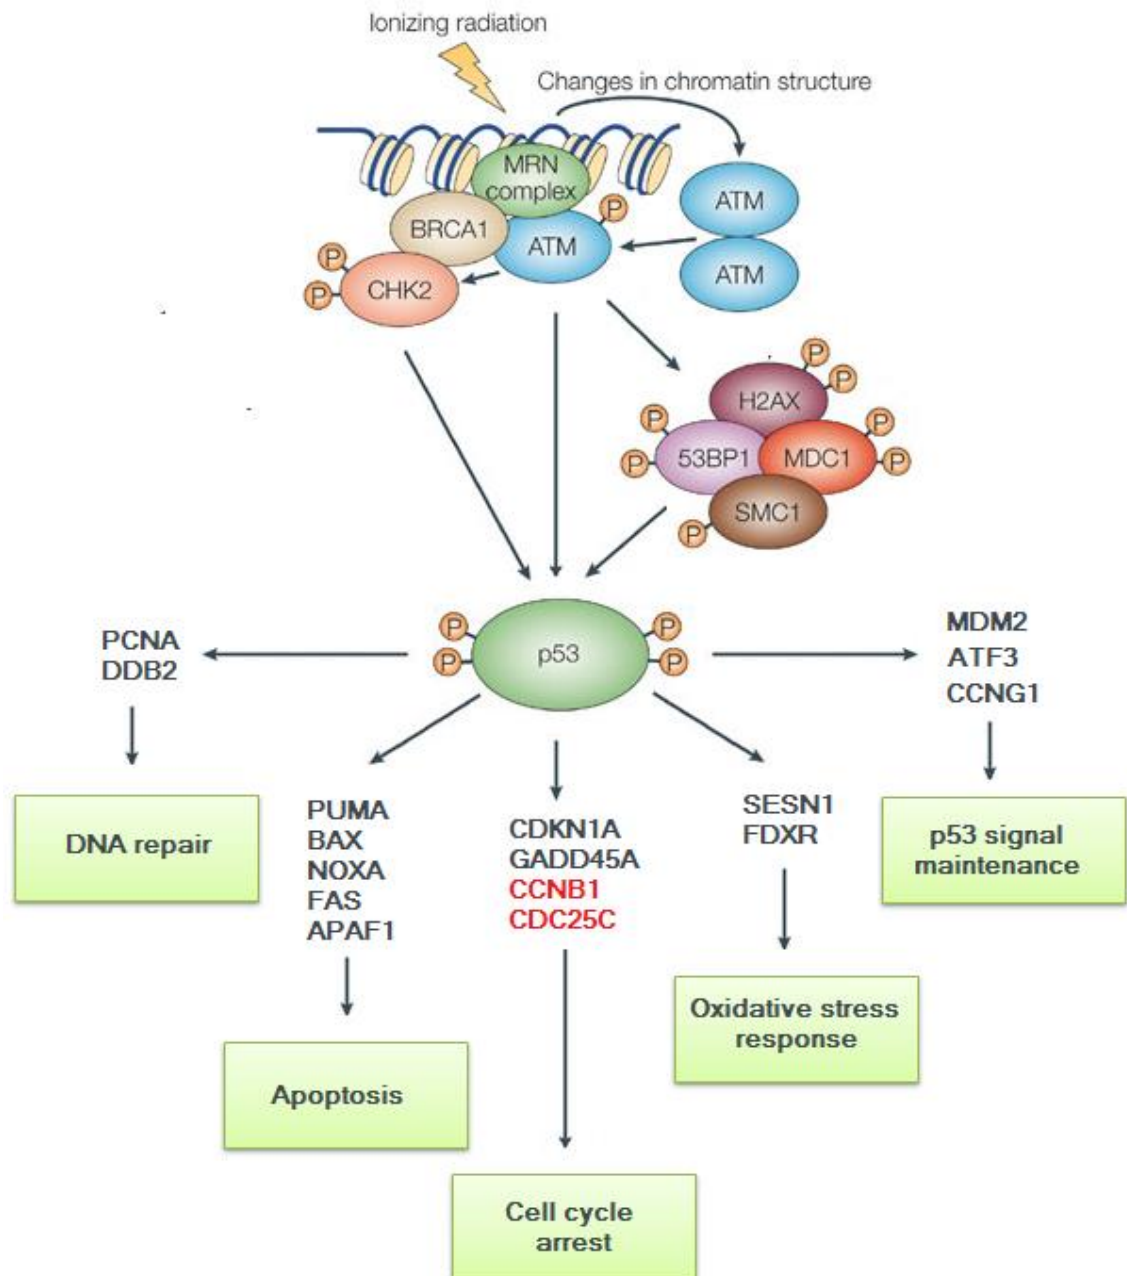 Ionizing radiation
Changes in chromatin structure
MRN
complex
ATM
P
BRCA1
ATM
P
CHK2
P
ATM
P
H2AX
P
P
P
53BP1
MDC1
P
P
SMC1
P
PCNA
DDB2
P
P
p53
P
P
MDM2
ATF3
CCNG1
DNA repair
PUMA
BAX
NOXA
FAS
APAF1
CDKN1A
GADD45A
CCNB1
CDC25C
SESN1
FDXR
p53 signal
maintenance
Oxidative stress
response
Apoptosis
Cell cycle
arrest